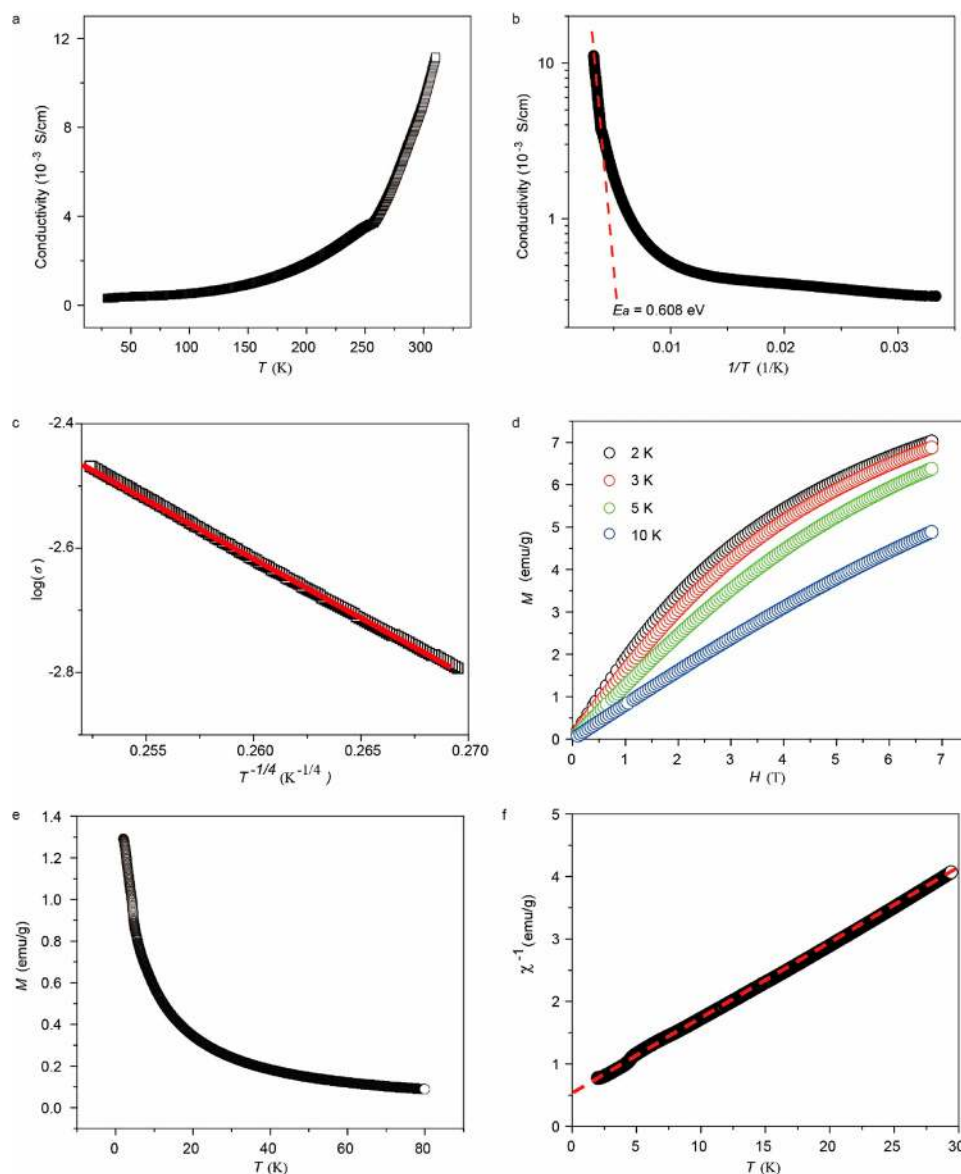 a
12
8
4
0
Conductivity (10⁻³ S/cm)
50 100 150 200 250 300
T (K)
b
10
1
Conductivity (10⁻³ S/cm)
Ea = 0.608 eV
0.01 0.02 0.03
1/T (1/K)
c
-2.4
-2.6
-2.8
log(σ)
0.255 0.260 0.265 0.270
T⁻¹/⁴ (K⁻¹/⁴)
d
7
6
5
4
3
2
1
0
M (emu/g)
2 K
3 K
5 K
10 K
0 1 2 3 4 5 6 7
H (T)
e
1.4
1.2
1.0
0.8
0.6
0.4
0.2
0.0
M (emu/g)
0 20 40 60 80
T (K)
f
5
4
3
2
1
0
χ⁻¹(emu/g)
0 5 10 15 20 25 30
T (K)